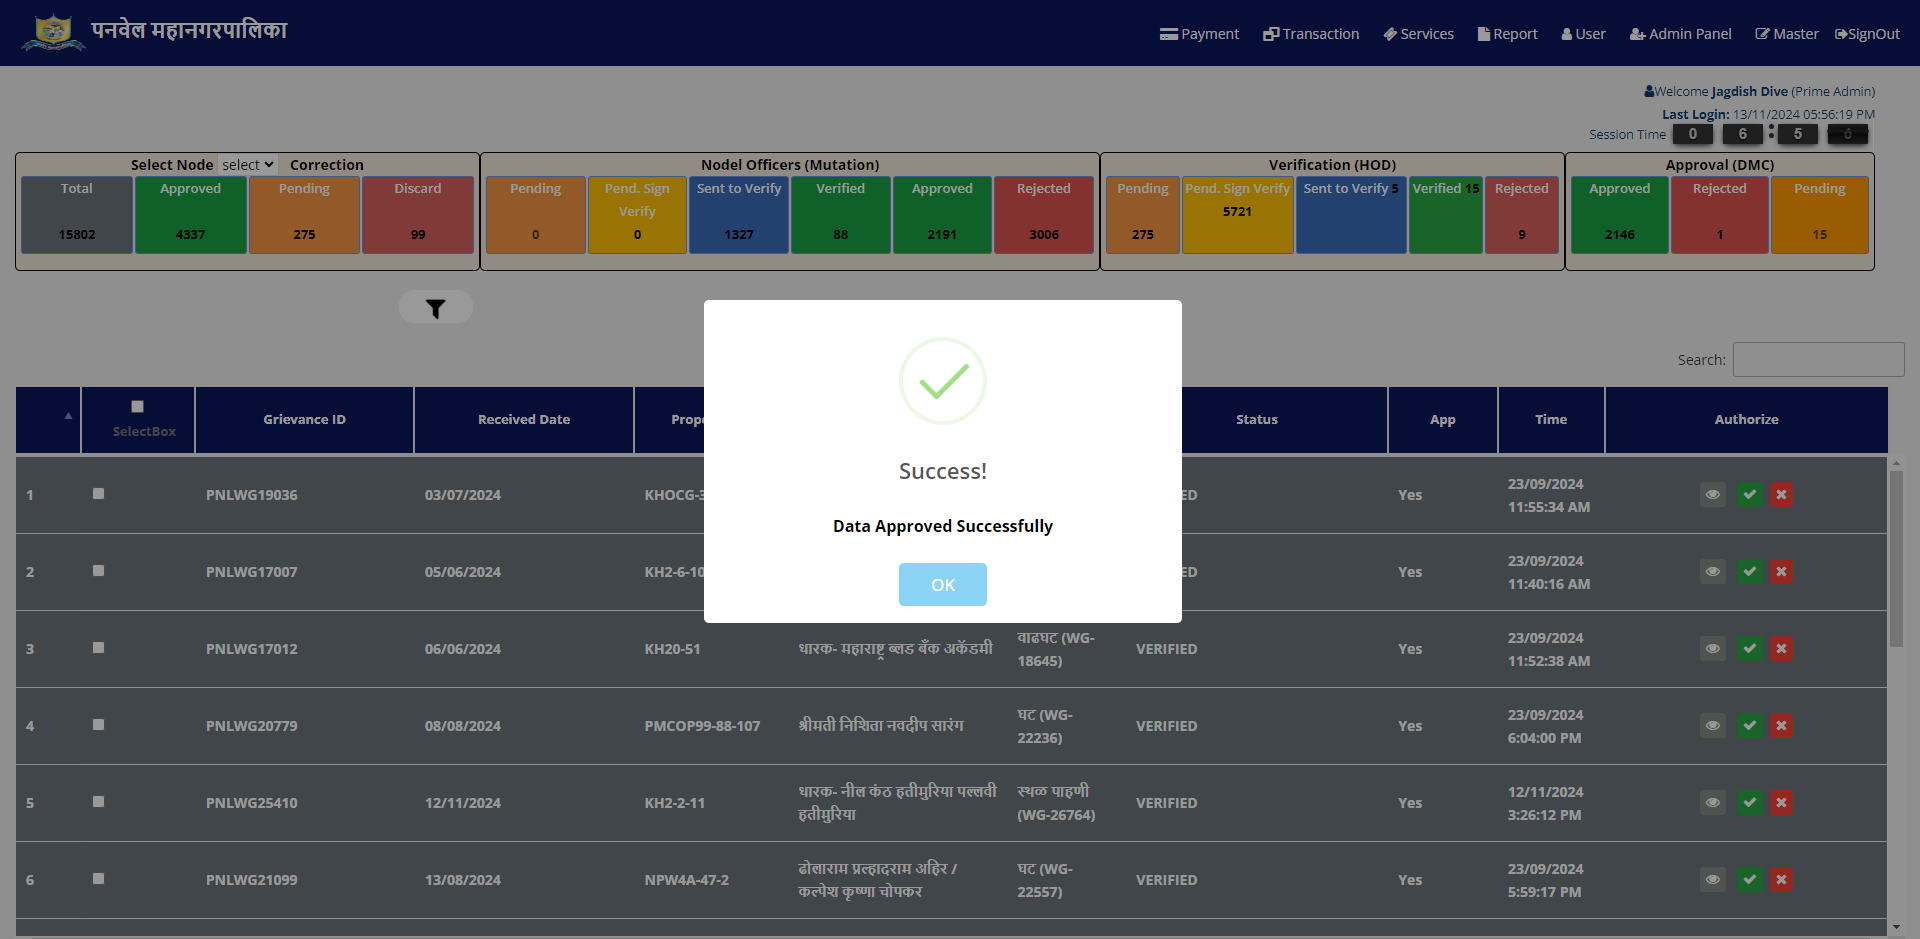 पनवेल महानगरपालिका
Payment Transaction Services Report User Admin Panel Master SignOut
Welcome Jagdish Dive (Prime Admin)
Last Login: 13/11/2024 05:56:19 PM
Session Time 0 6 : 5
Select Node select Correction
Total Approved Pending Discard
15802 4337 275 99
Nodel Officers (Mutation)
Pending Pend. Sign Verify Sent to Verify Verified Approved Rejected
0 0 1327 88 2191 3006
Verification (HOD)
Pending Pend. Sign Verify Sent to Verify 5 Verified 15 Rejected
275 5721 9
Approval (DMC)
Approved Rejected Pending
2146 1 15
Search:
Success!
Data Approved Successfully
OK
SelectBox Grievance ID Received Date Status App Time Authorize
1 PNLWG19036 03/07/2024 Yes 23/09/2024
11:55:34 AM
2 PNLWG17007 05/06/2024 Yes 23/09/2024
11:40:16 AM
3 PNLWG17012 06/06/2024 KH20-51 धारक- महाराष्ट्र ब्लड बँक अकॅडमी वाढघट (WG-
18645) VERIFIED Yes 23/09/2024
11:52:38 AM
4 PNLWG20779 08/08/2024 PMCOP99-88-107 श्रीमती निशिता नवदीप सारंग घट (WG-
22236) VERIFIED Yes 23/09/2024
6:04:00 PM
5 PNLWG25410 12/11/2024 KH2-2-11 धारक- नील कंठ हतीमुरिया पल्लवी
हतीमुरिया स्थळ पाहणी
(WG-26764) VERIFIED Yes 12/11/2024
3:26:12 PM
6 PNLWG21099 13/08/2024 NPW4A-47-2 ढोलाराम प्रल्हादराम अहिर /
कल्पेश कृष्णा चोपकर घट (WG-
22557) VERIFIED Yes 23/09/2024
5:59:17 PM